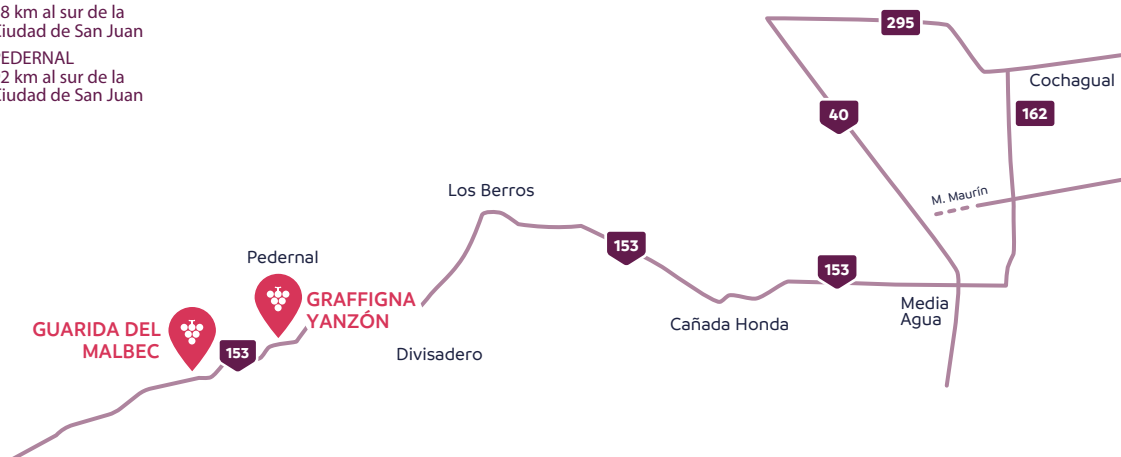 8 km al sur de la
iudad de San Juan
EDERNAL
2 km al sur de la
iudad de San Juan
295
Cochagual
40
162
Los Berros
M. Maurín
153
Pedernal
153
GRAFFIGNA
YANZÓN
Media
Agua
Cañada Honda
GUARIDA DEL
MALBEC
153
Divisadero